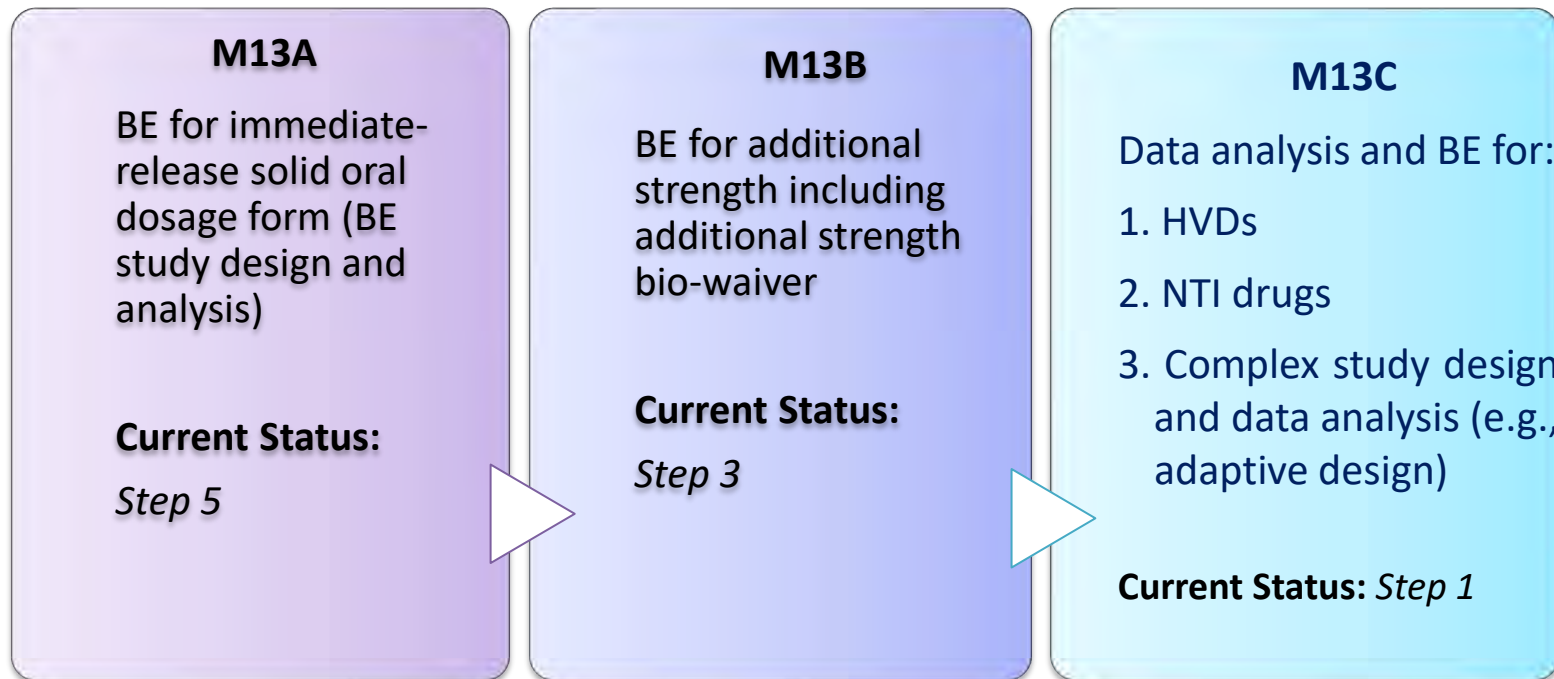 M13A
BE for immediate-
release solid oral
dosage form (BE
study design and
analysis)
Current Status:
Step 5
M13B
BE for additional
strength including
additional strength
bio-waiver
Current Status:
Step 3
M13C
Data analysis and BE for:
1. HVDs
2. NTI drugs
3. Complex study design
and data analysis (e.g.,
adaptive design)
Current Status: Step 1